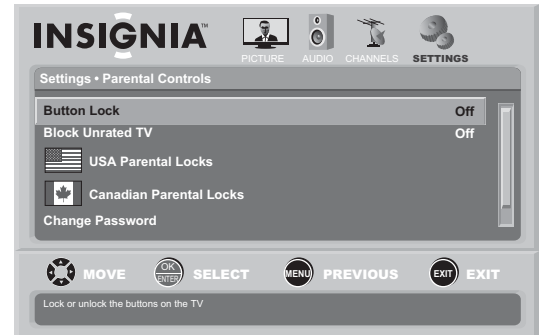 INSIGNIA™
PICTURE AUDIO CHANNELS SETTINGS
Settings • Parental Controls
Button Lock Off
Block Unrated TV Off
USA Parental Locks
Canadian Parental Locks
Change Password
MOVE OK ENTER SELECT MENU PREVIOUS EXIT EXIT
Lock or unlock the buttons on the TV